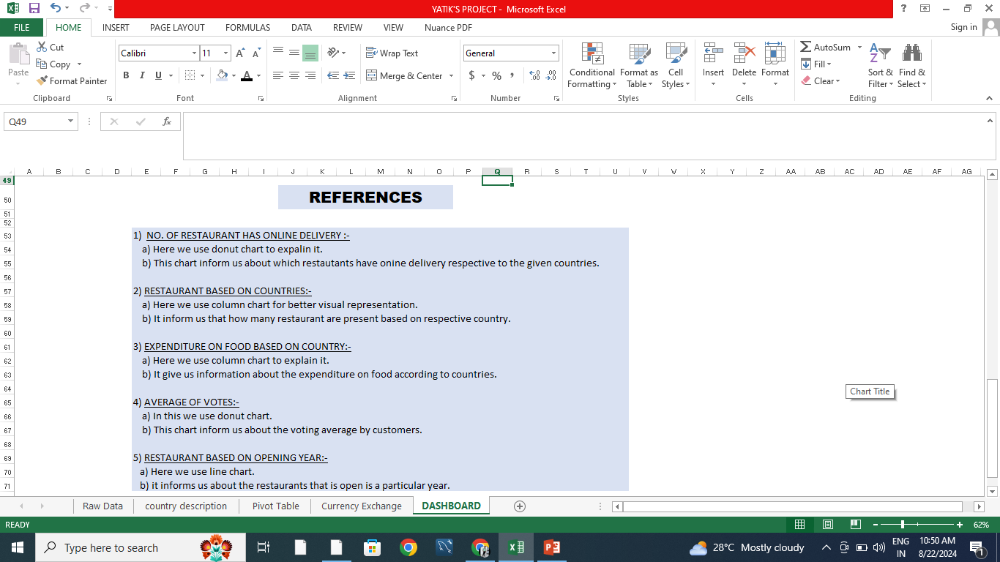 YATIK'S PROJECT - Microsoft Excel
FILE HOME INSERT PAGE LAYOUT FORMULAS DATA REVIEW VIEW Nuance PDF Sign in
Paste
Cut
Copy
Format Painter
Clipboard
Calibri 11
B I U
Font
Wrap Text
Merge & Center
Alignment
General
$ % ,
Number
Conditional Formatting
Format as Table
Cell Styles
Styles
Insert Delete Format
Cells
AutoSum
Fill
Clear
Sort & Filter
Find & Select
Editing
Q49 fx
A B C D E F G H I J K L M N O P Q R S T U V W X Y Z AA AB AC AD AE AF AG
49
50 REFERENCES
51
52
53 1) NO. OF RESTAURANT HAS ONLINE DELIVERY :-
54 a) Here we use donut chart to expalin it.
55 b) This chart inform us about which restautants have onine delivery respective to the given countries.
56
57 2) RESTAURANT BASED ON COUNTRIES:-
58 a) Here we use column chart for better visual representation.
59 b) It inform us that how many restaurant are present based on respective country.
60
61 3) EXPENDITURE ON FOOD BASED ON COUNTRY:-
62 a) Here we use column chart to explain it.
63 b) It give us information about the expenditure on food according to countries.
64
Chart Title
65 4) AVERAGE OF VOTES:-
66 a) In this we use donut chart.
67 b) This chart inform us about the voting average by customers.
68
69 5) RESTAURANT BASED ON OPENING YEAR:-
70 a) Here we use line chart.
71 b) it informs us about the restaurants that is open is a particular year.
Raw Data country description Pivot Table Currency Exchange DASHBOARD
READY 62%
Type here to search 28°C Mostly cloudy ENG 10:50 AM
IN 8/22/2024 1